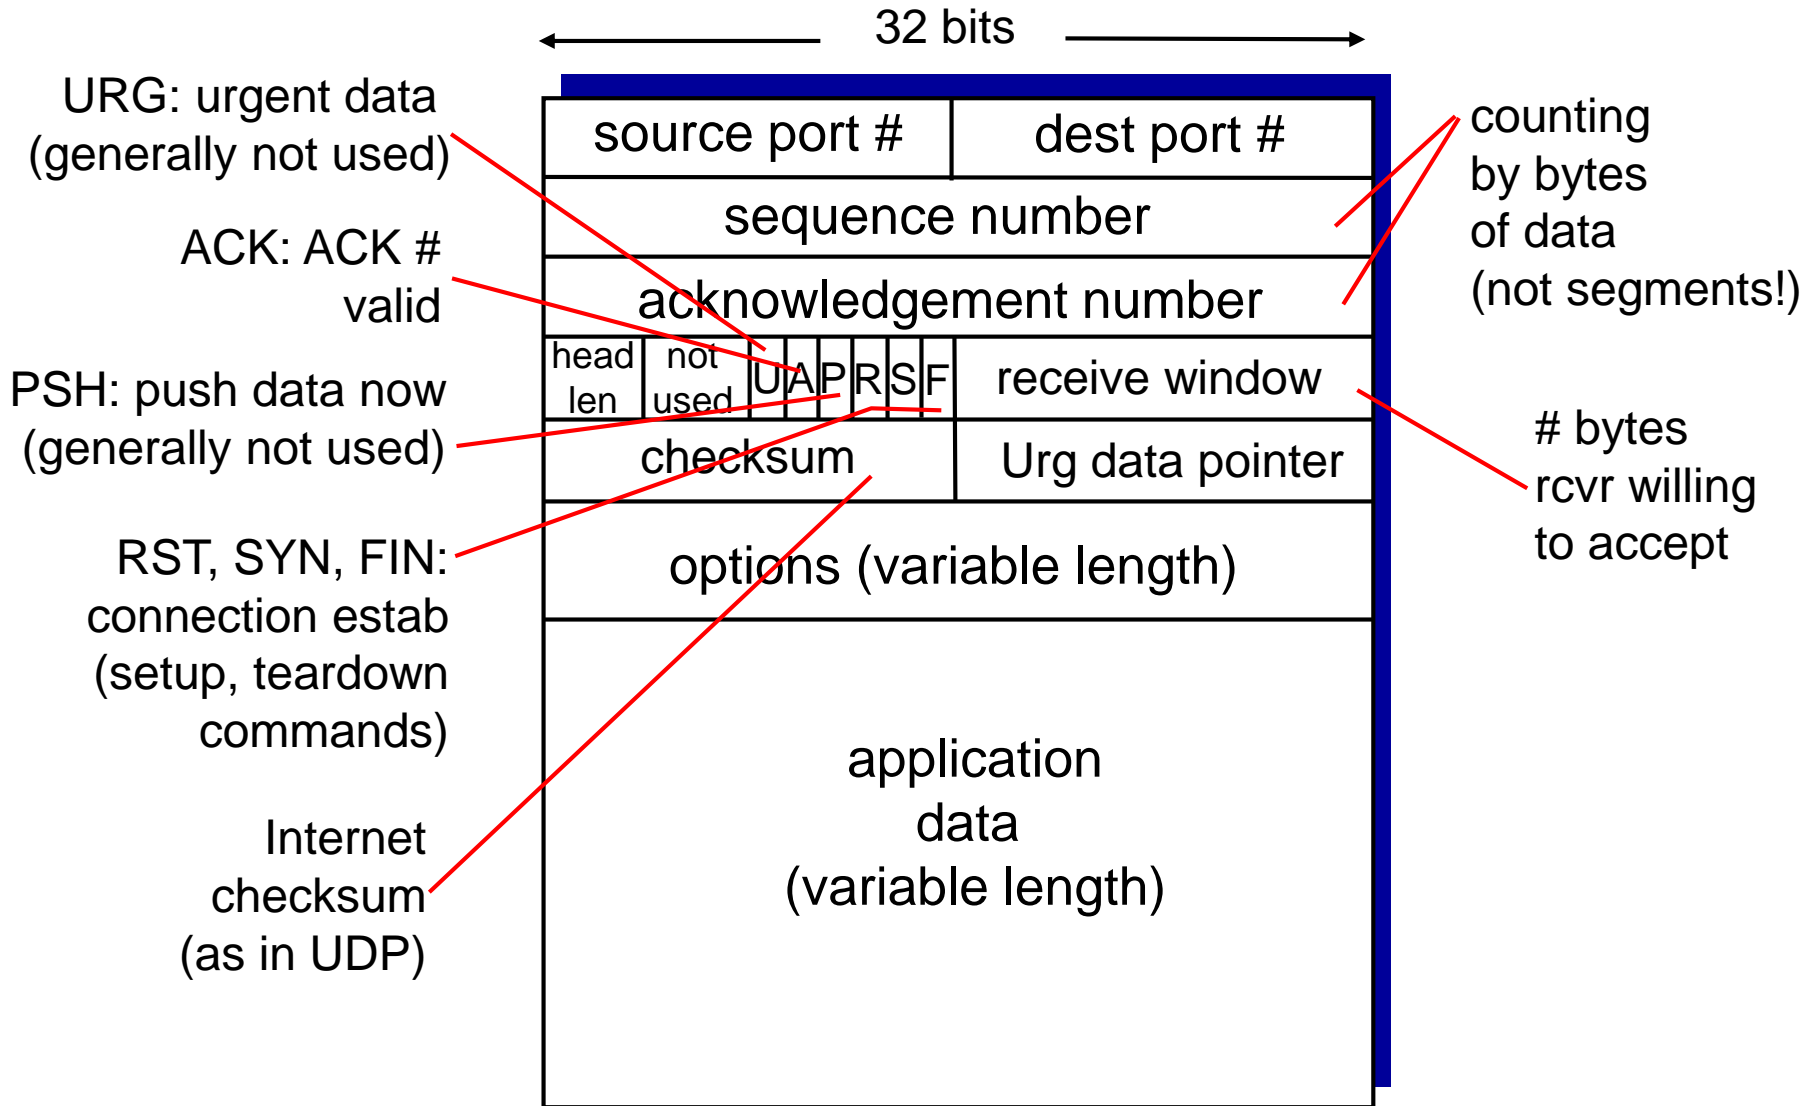 32 bits
URG: urgent data
(generally not used)
ACK: ACK #
valid
PSH: push data now
(generally not used)
RST, SYN, FIN:
connection estab
(setup, teardown
commands)
Internet
checksum
(as in UDP)
source port #
dest port #
sequence number
acknowledgement number
head
len
not
used
U
A
P
R
S
F
receive window
checksum
Urg data pointer
options (variable length)
application
data
(variable length)
counting
by bytes
of data
(not segments!)
# bytes
rcvr willing
to accept